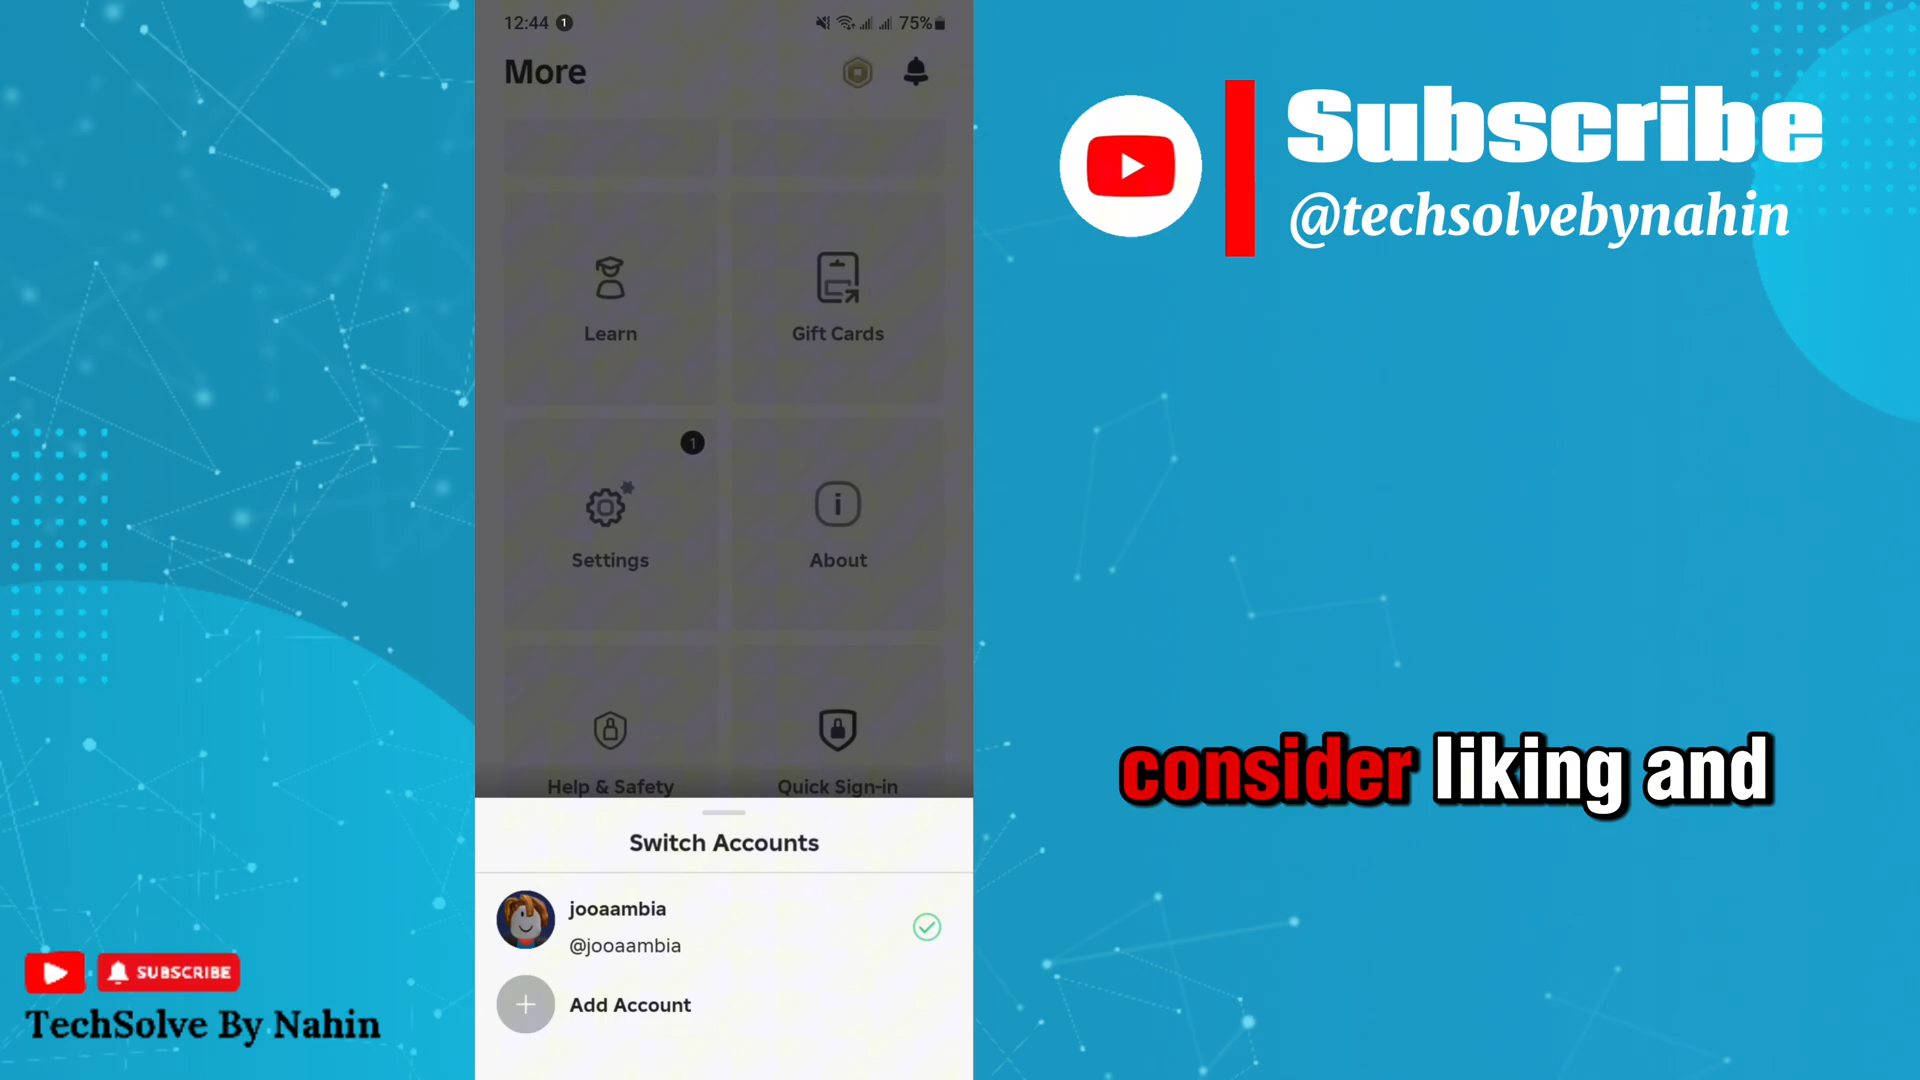 12:44 1
75%
More
Learn
Gift Cards
1
Settings
About
Help & Safety
Quick Sign-in
Switch Accounts
jooaambia
@jooaambia
Add Account
Subscribe
@techsolvebynahin
consider liking and
SUBSCRIBE
TechSolve By Nahin